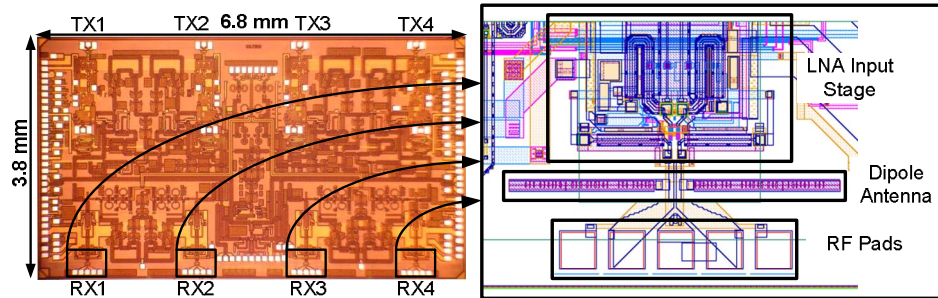 TX1 TX2 TX3 TX4
6.8 mm
3.8 mm
RX1 RX2 RX3 RX4
LNA Input
Stage
Dipole
Antenna
RF Pads